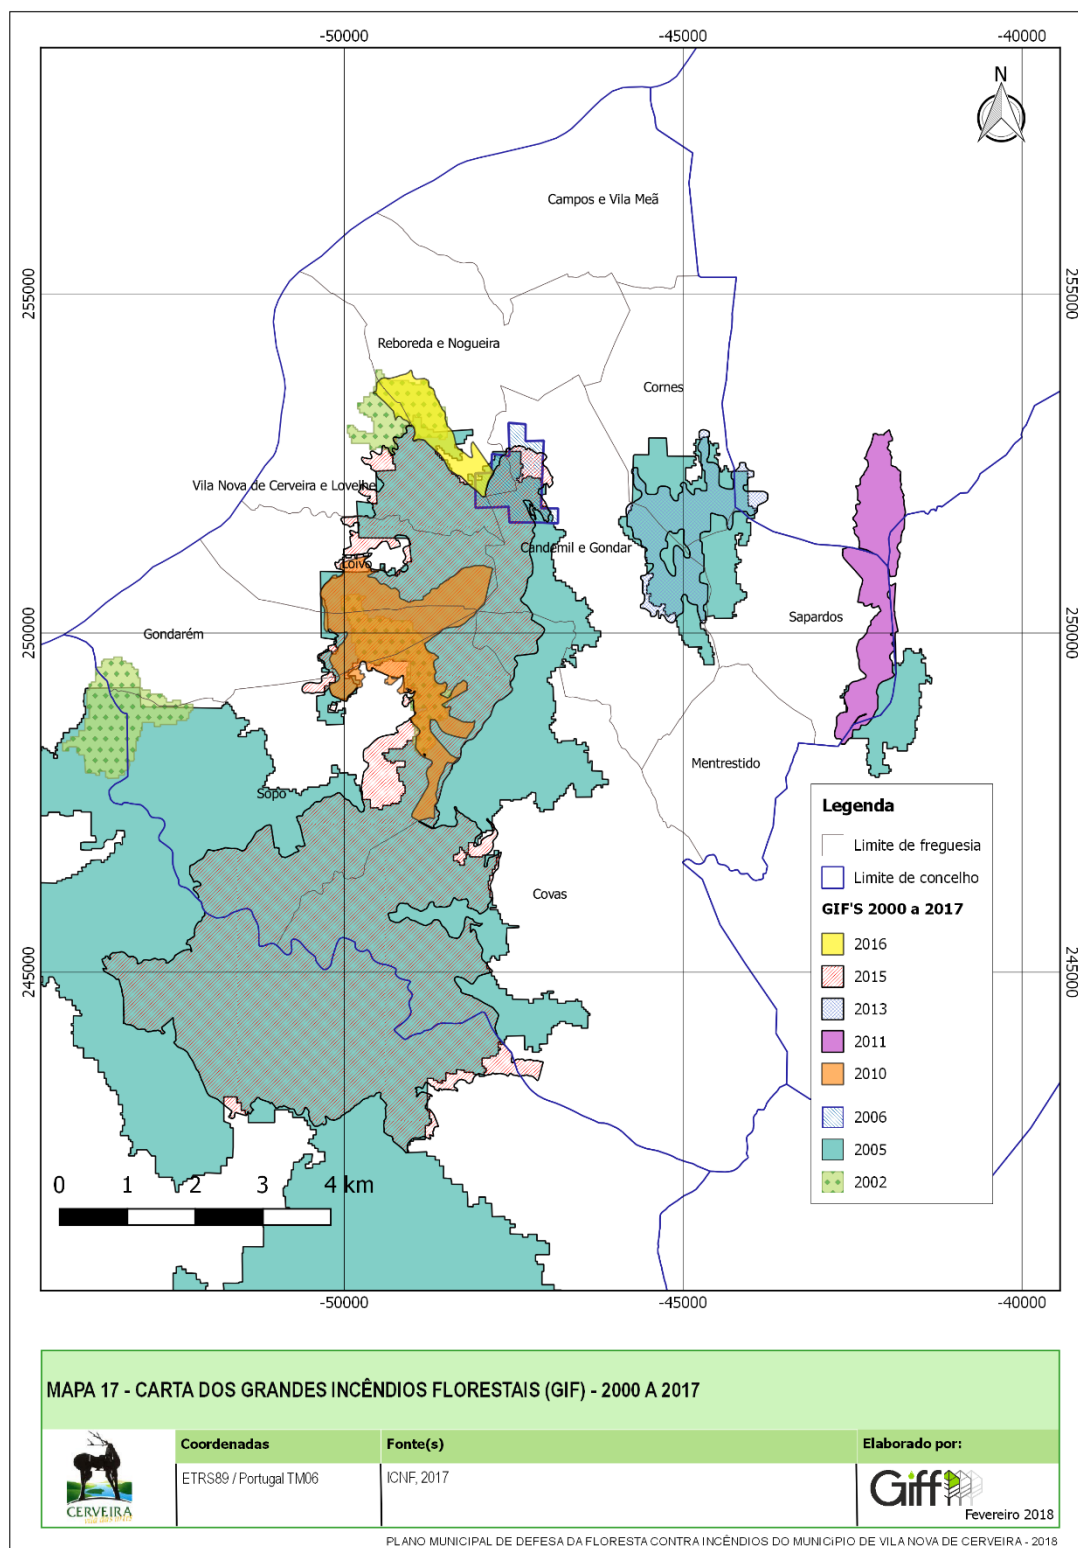 -50000
-45000
-40000
N
Campos e Vila Meã
255000
255000
Reboreda e Nogueira
Cornes
Vila Nova de Cerveira e Lovelhe
Candemil e Gondar
Loivo
Sapardos
Gondarém
250000
250000
Mentrestido
Sopo
Covas
245000
245000
Legenda
Limite de freguesia
Limite de concelho
GIF'S 2000 a 2017
2016
2015
2013
2011
2010
2006
2005
2002
0 1 2 3 4 km
-50000
-45000
-40000
MAPA 17 - CARTA DOS GRANDES INCÊNDIOS FLORESTAIS (GIF) - 2000 A 2017
Coordenadas
Fonte(s)
Elaborado por:
ETRS89 / Portugal TM06
ICNF, 2017
CERVEIRA
Giff
Fevereiro 2018
PLANO MUNICIPAL DE DEFESA DA FLORESTA CONTRA INCÊNDIOS DO MUNICíPIO DE VILA NOVA DE CERVEIRA - 2018